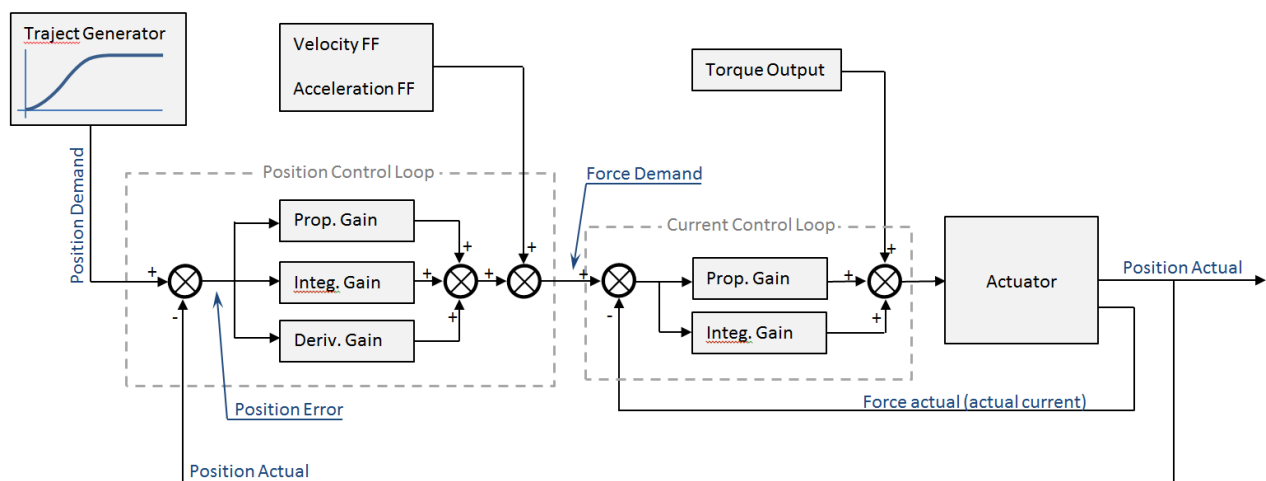 Traject Generator
Velocity FF
Acceleration FF
Torque Output
Position Demand
Position Control Loop
Force Demand
Current Control Loop
Prop. Gain
Integ. Gain
Deriv. Gain
Prop. Gain
Integ. Gain
Actuator
Position Actual
Position Error
Force actual (actual current)
Position Actual
+
-
+
+
+
+
+
+
+
-
+
+
+